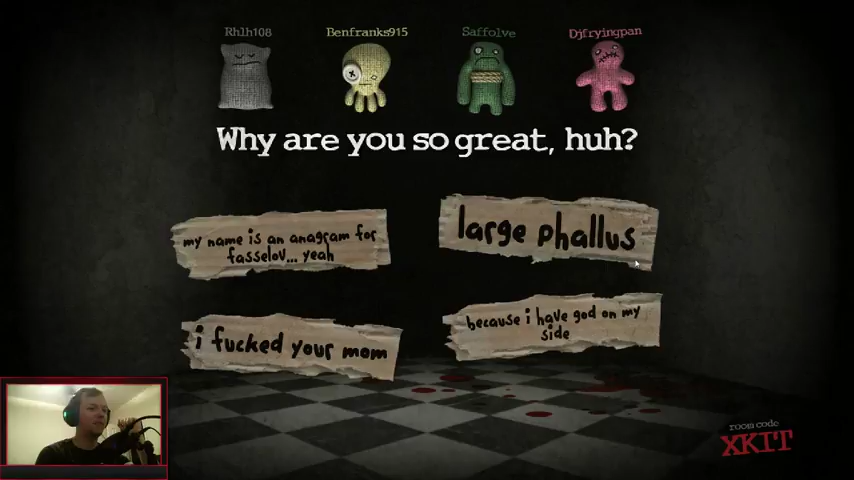 Rhlh108
Benfranks915
Saffolve
Djfryingpan
Why are you so great, huh?
my name is an anagram for
fasselov... yeah
large phallus
i fucked your mom
because i have god on my
side
room code
XKIT